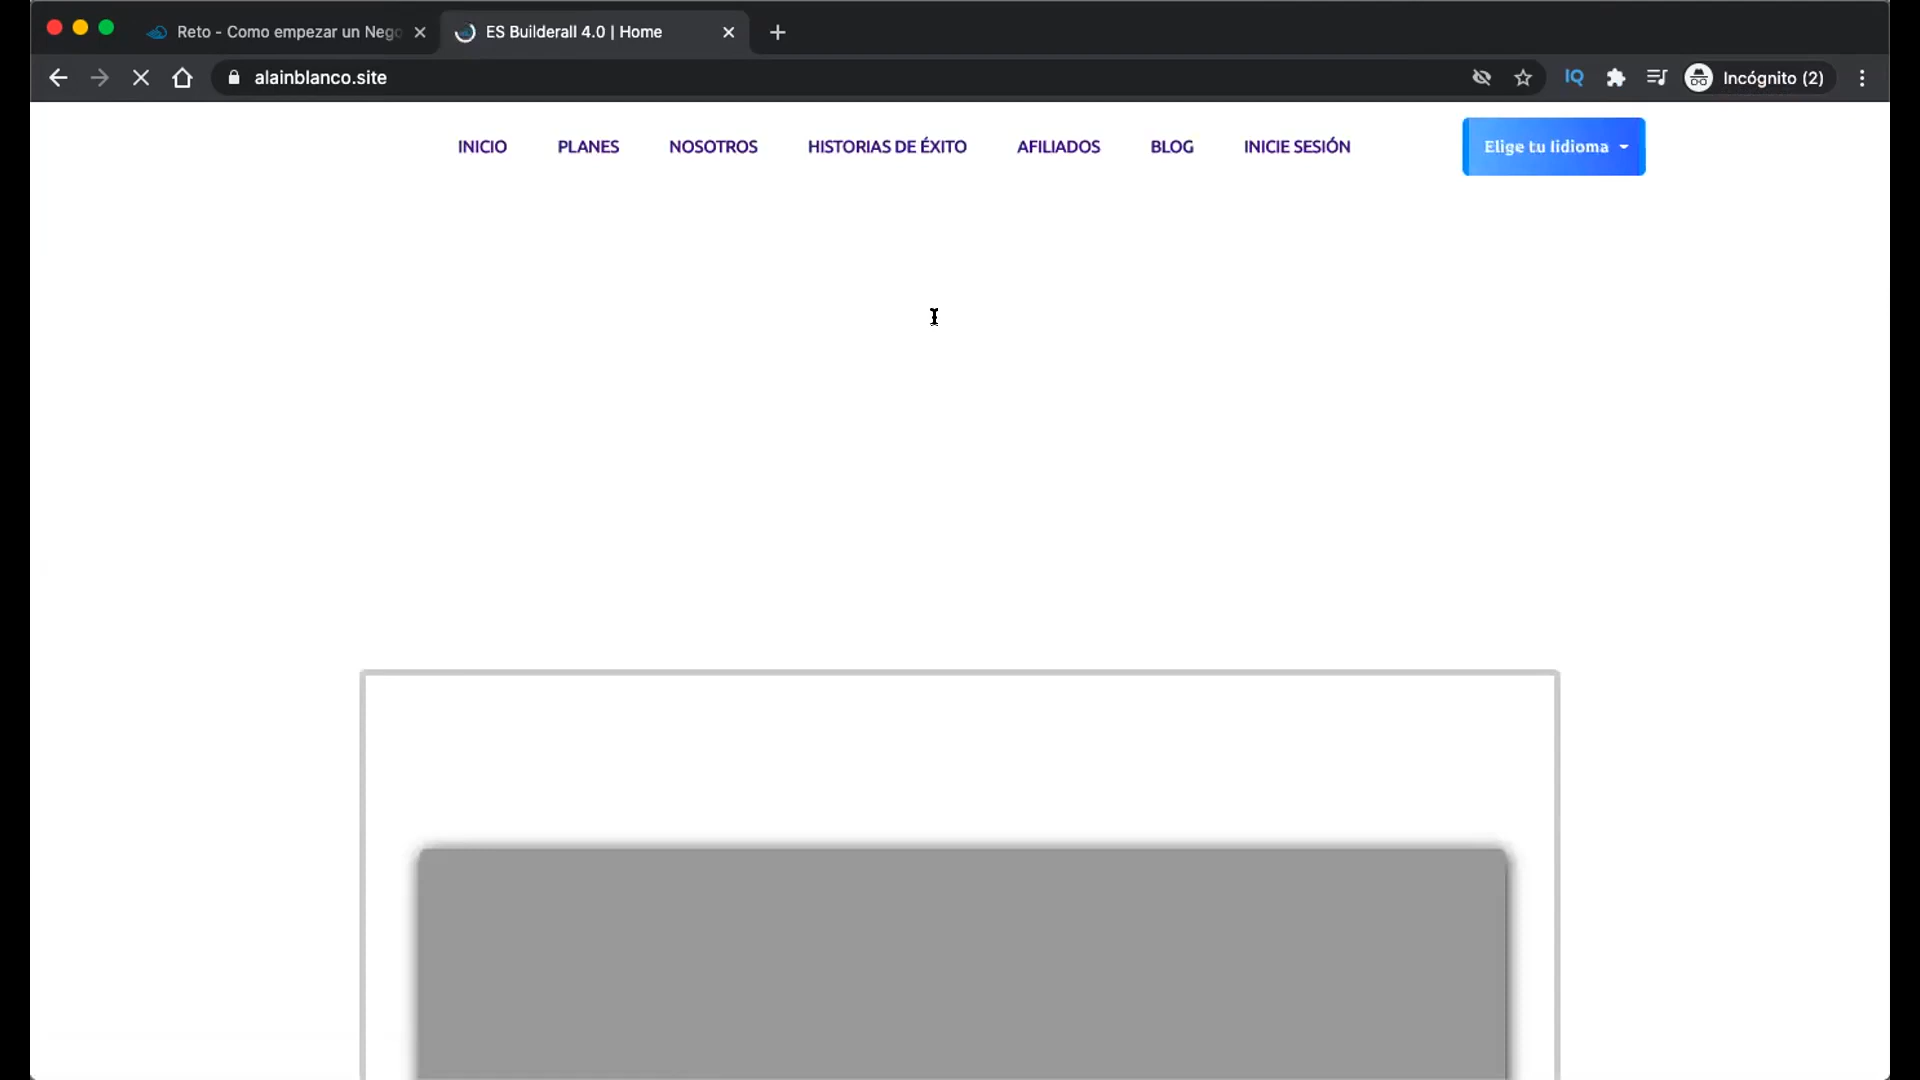 Reto - Como empezar un Nego
ES Builderall 4.0 | Home
alainblanco.site
IQ
Incógnito (2)
INICIO PLANES NOSOTROS HISTORIAS DE ÉXITO AFILIADOS BLOG INICIE SESIÓN
Elige tu Iidioma